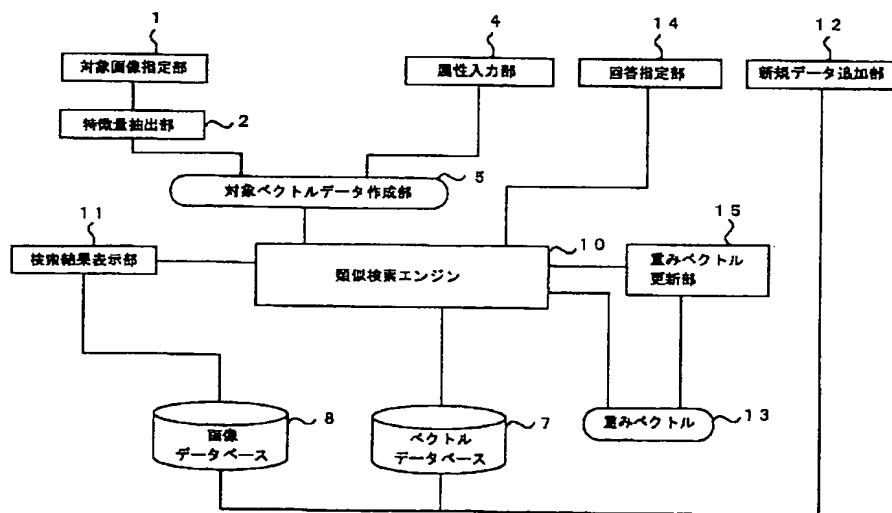 1
4
14
12
対象画像指定部
属性入力部
回答指定部
新規データ追加部
特徴量抽出部
2
対象ベクトルデータ作成部
5
11
10
15
検索結果表示部
類似検索エンジン
重みベクトル
更新部
画像
データベース
8
ベクトル
データベース
7
重みベクトル
13